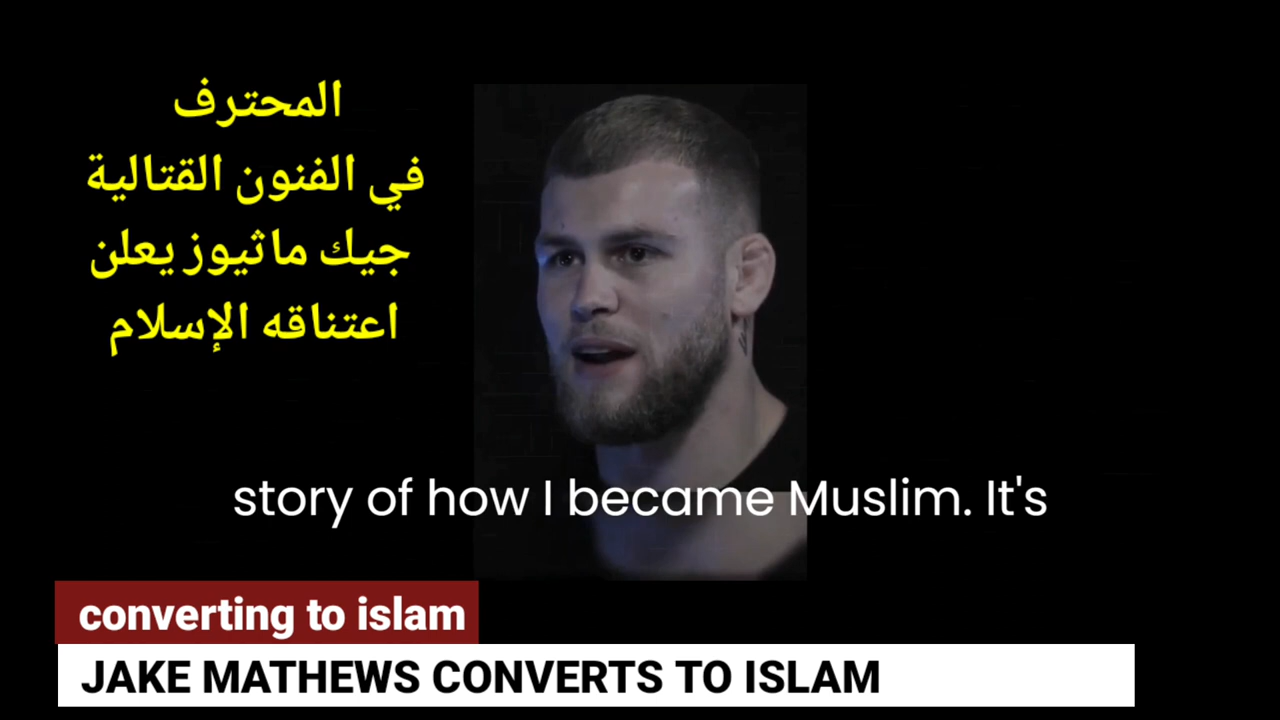 المحترف
في الفنون القتالية
جيك ماثيوز يعلن
اعتناقه الإسلام
story of how I became Muslim. It's
converting to islam
JAKE MATHEWS CONVERTS TO ISLAM